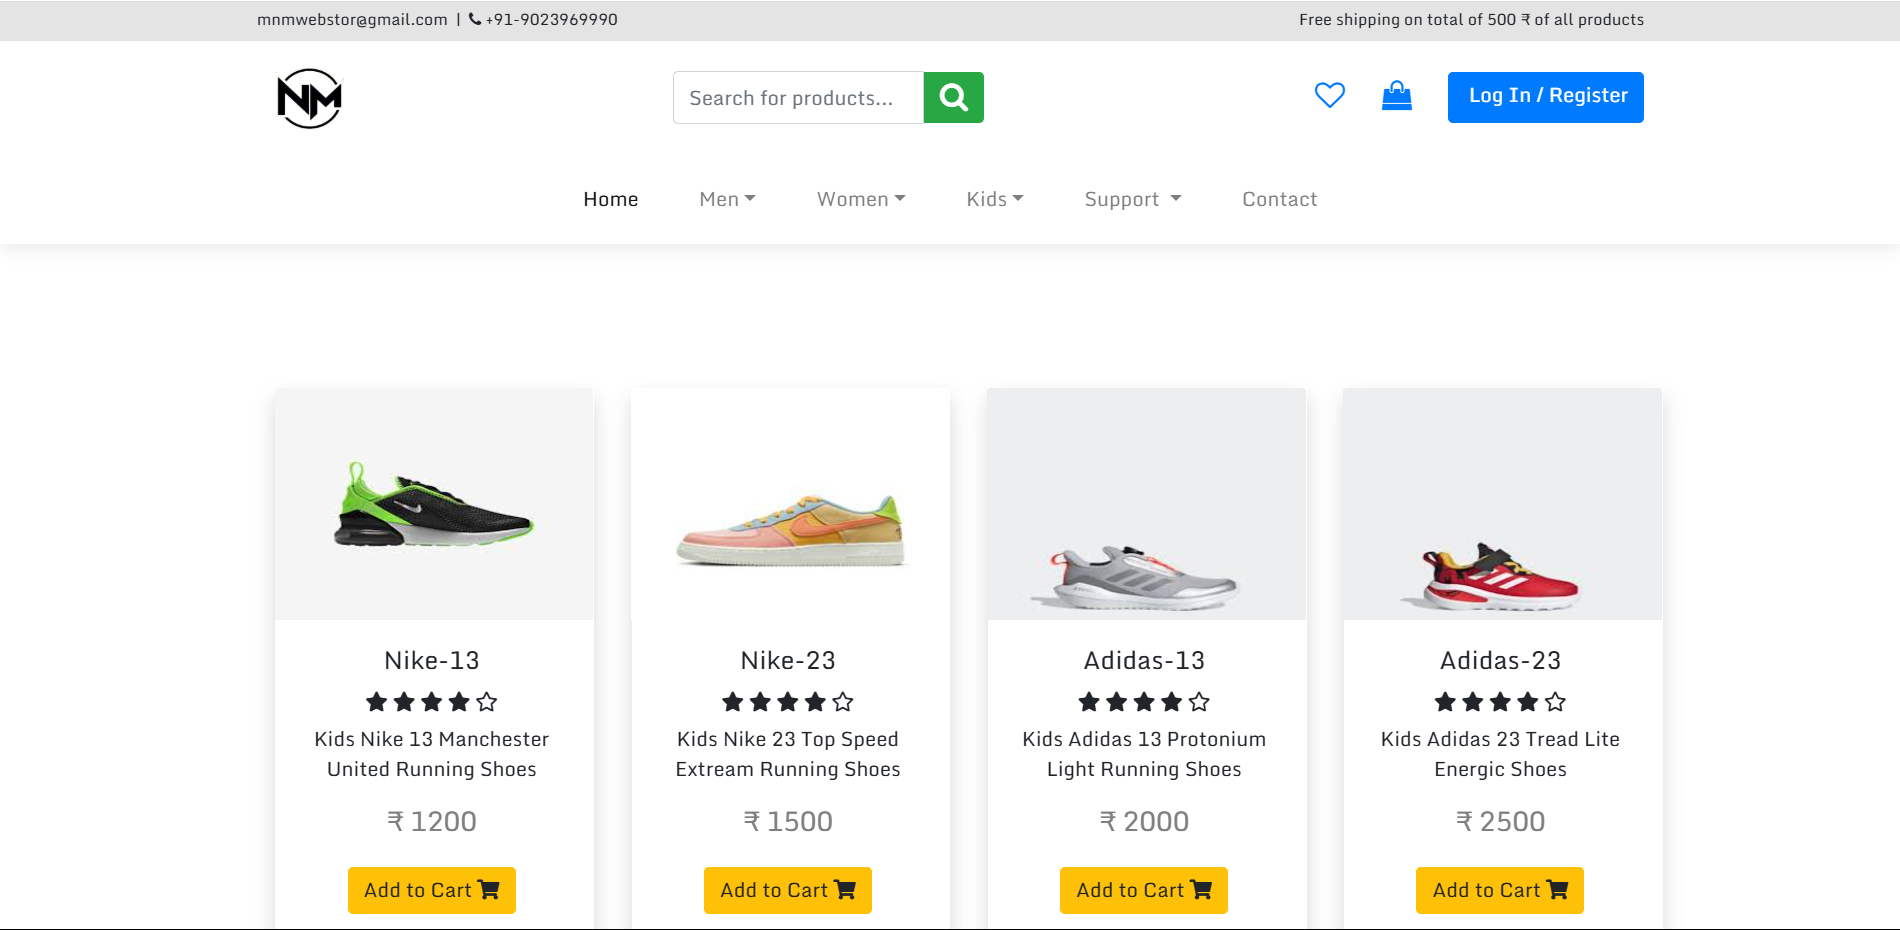 mnmwebstor@gmail.com | +91-9023969990
Free shipping on total of 500 ₹ of all products
NM
Search for products...
Log In / Register
Home
Men
Women
Kids
Support
Contact
Nike-13
Kids Nike 13 Manchester
United Running Shoes
₹ 1200
Add to Cart
Nike-23
Kids Nike 23 Top Speed
Extream Running Shoes
₹ 1500
Add to Cart
Adidas-13
Kids Adidas 13 Protonium
Light Running Shoes
₹ 2000
Add to Cart
Adidas-23
Kids Adidas 23 Tread Lite
Energic Shoes
₹ 2500
Add to Cart